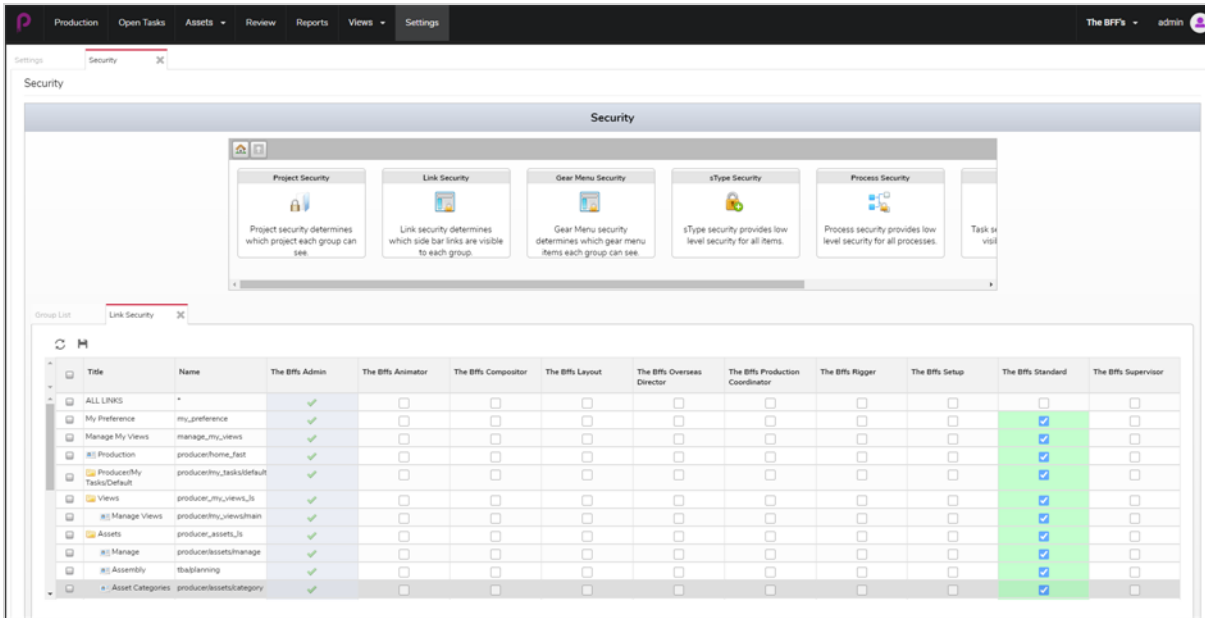 Production Open Tasks Assets Review Reports Views Settings The BFF's admin
Settings Security
Security
Security
Project Security Link Security Gear Menu Security sType Security Process Security
Project security determines Link security determines Gear Menu security sType security provides low Process security provides low
which project each group can which side bar links are visible determines which gear menu level security for all items. level security for all processes.
see. to each group. items each group can see.
Group List Link Security
Title Name The Bffs Admin The Bffs Animator The Bffs Compositor The Bffs Layout The Bffs Overseas The Bffs Production The Bffs Rigger The Bffs Setup The Bffs Standard The Bffs Supervisor
Director Coordinator
ALL LINKS *
My Preference my_preference
Manage My Views manage_my_views
Production producer/home_fast
Producer/My producer/my_tasks/default
Tasks/Default
Views producer_my_views_ls
Manage Views producer/my_views/main
Assets producer_assets_ls
Manage producer/assets/manage
Assembly tba/planning
Asset Categories producer/assets/category